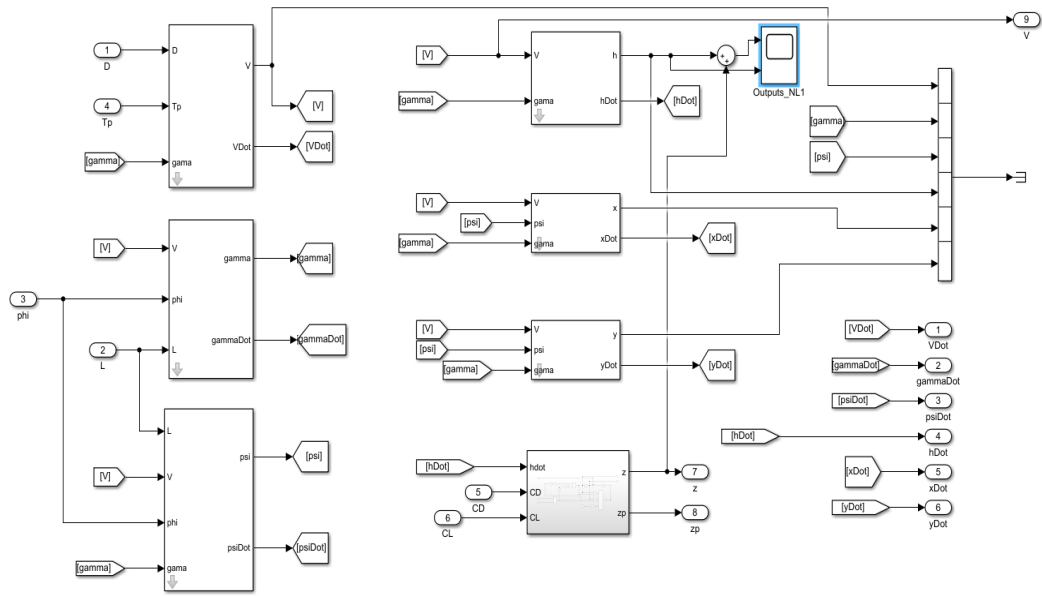 1
D
D
4
Tp
Tp
[gamma]
gama
V
VDot
[V]
[VDot]
[V]
V
3
phi
phi
2
L
L
gamma
gammaDot
[gamma]
[gammaDot]
L
[V]
V
phi
[gamma]
gama
psi
psiDot
[psi]
[psiDot]
[V]
V
[gamma]
gama
h
hDot
[hDot]
+
+
Outputs_NL1
[V]
V
[psi]
psi
[gamma]
gama
x
xDot
[xDot]
[V]
V
[psi]
psi
[gamma]
gama
y
yDot
[yDot]
[hDot]
hdot
5
CD
CD
6
CL
CL
z
zp
7
z
8
zp
9
V
[gamma
[psi]
[VDot]
1
VDot
[gammaDot]
2
gammaDot
[psiDot]
3
psiDot
[hDot]
4
hDot
[xDot]
5
xDot
[yDot]
6
yDot